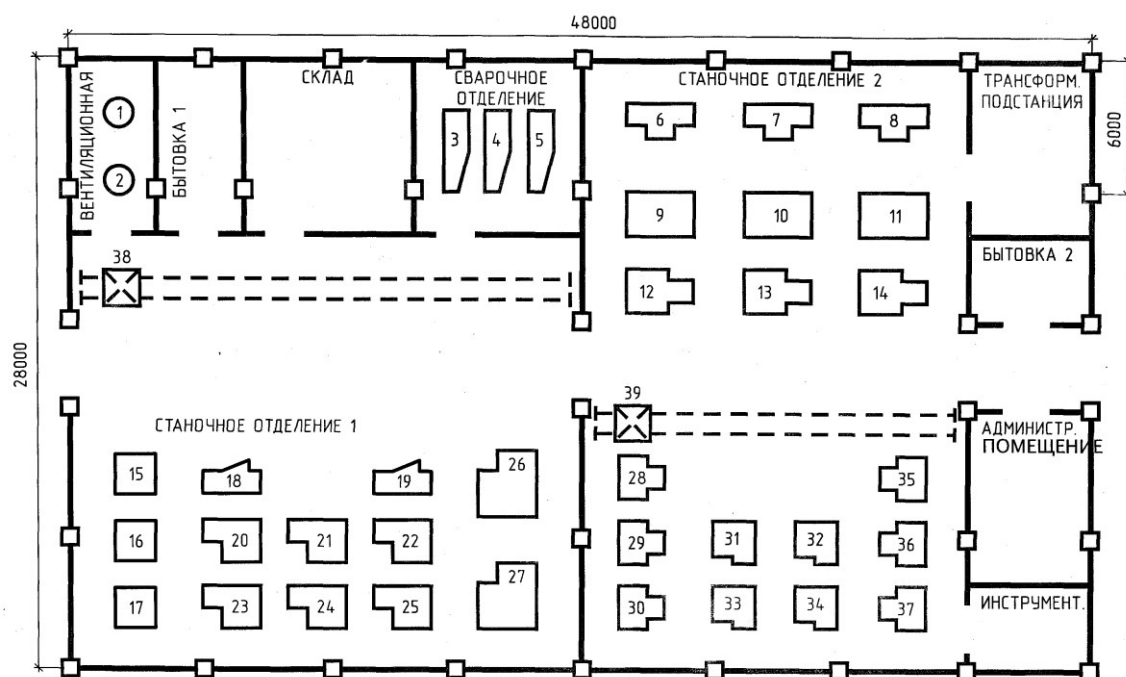 48000
ВЕНТИЛЯЦИОННАЯ
1
2
БЫТОВКА 1
СКЛАД
СВАРОЧНОЕ
ОТДЕЛЕНИЕ
3 4 5
СТАНОЧНОЕ ОТДЕЛЕНИЕ 2
6 7 8
9 10 11
12 13 14
ТРАНСФОРМ.
ПОДСТАНЦИЯ
6000
БЫТОВКА 2
38
28000
39
СТАНОЧНОЕ ОТДЕЛЕНИЕ 1
15 18 19 26
16 20 21 22
17 23 24 25 27
28 35
29 31 32 36
30 33 34 37
АДМИНИСТР.
ПОМЕЩЕНИЕ
ИНСТРУМЕНТ.